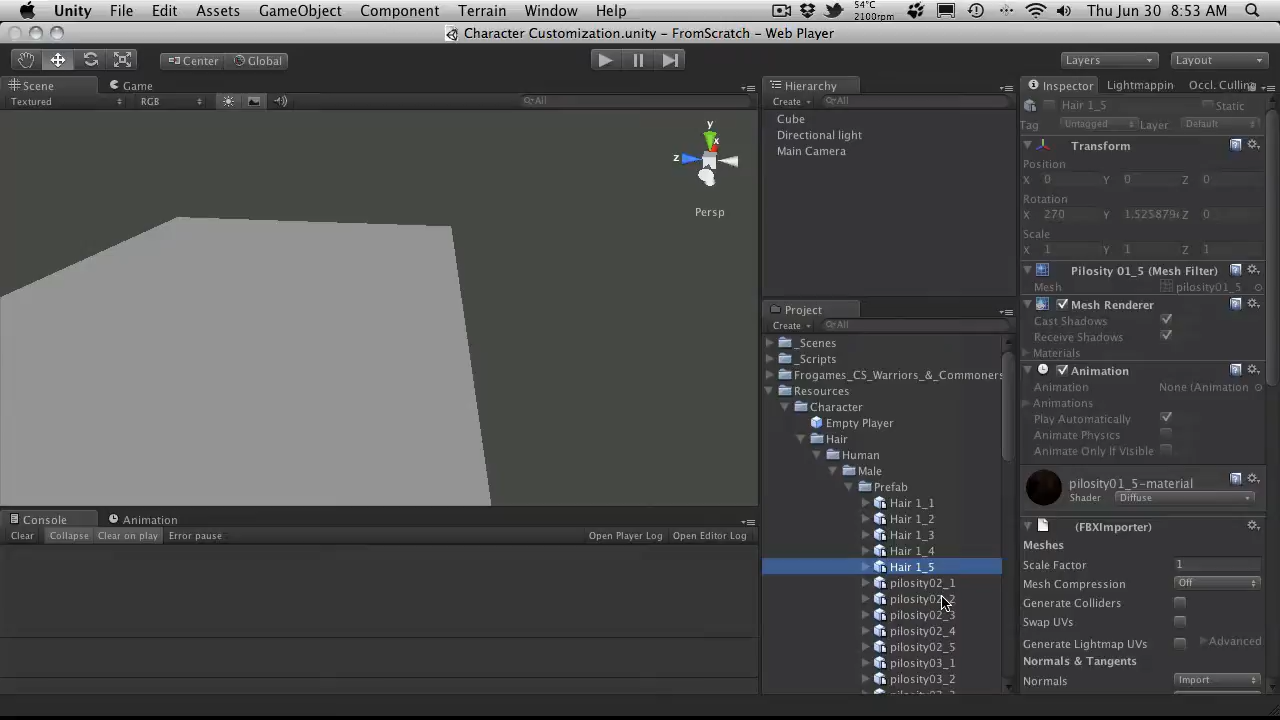 Unity File Edit Assets GameObject Component Terrain Window Help 54°C 2100rpm Thu Jun 30 8:53 AM
Character Customization.unity – FromScratch – Web Player
Center Global Layers Layout
Scene Game
Textured RGB All
y
x
z
Persp
Hierarchy
Create All
Cube
Directional light
Main Camera
Project
Create All
_Scenes
_Scripts
Frogames_CS_Warriors_&_Commoners
Resources
Character
Empty Player
Hair
Human
Male
Prefab
Hair 1_1
Hair 1_2
Hair 1_3
Hair 1_4
Hair 1_5
pilosity02_1
pilosity02_2
pilosity02_3
pilosity02_4
pilosity02_5
pilosity03_1
pilosity03_2
Console Animation
Clear Collapse Clear on play Error pause Open Player Log Open Editor Log
Inspector Lightmappin Occl. Culling
Hair 1_5 Static
Tag Untagged Layer Default
Transform
Position
X 0 Y 0 Z 0
Rotation
X 270 Y 1.525879 Z 0
Scale
X 1 Y 1 Z 1
Pilosity 01_5 (Mesh Filter)
Mesh pilosity01_5
Mesh Renderer
Cast Shadows
Receive Shadows
Materials
Animation
Animation None (Animation
Animations
Play Automatically
Animate Physics
Animate Only If Visible
pilosity01_5-material
Shader Diffuse
(FBXImporter)
Meshes
Scale Factor 1
Mesh Compression Off
Generate Colliders
Swap UVs
Generate Lightmap UVs Advanced
Normals & Tangents
Normals Import